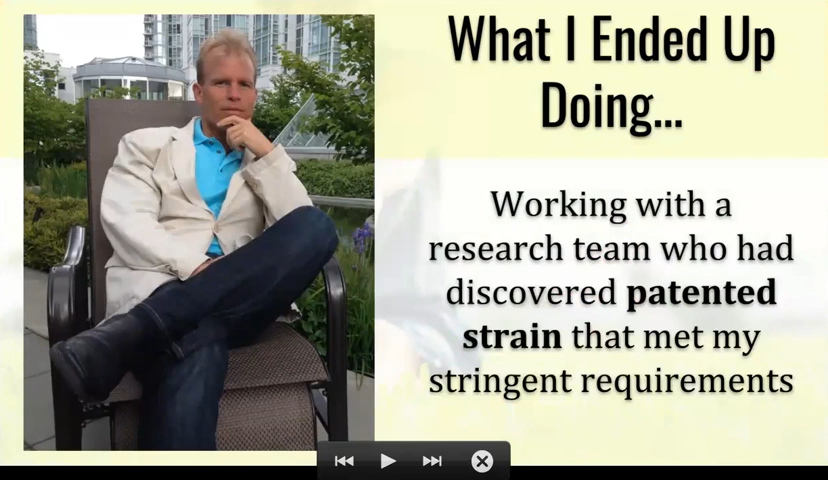 What I Ended Up
Doing...
Working with a
research team who had
discovered patented
strain that met my
stringent requirements